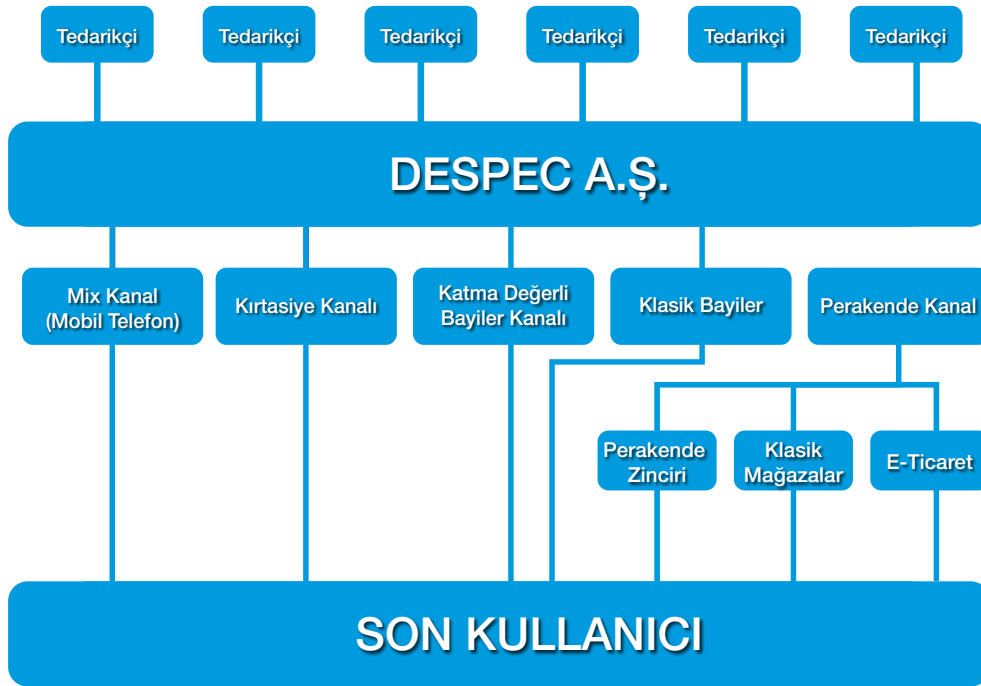 Tedarikçi
Tedarikçi
Tedarikçi
Tedarikçi
Tedarikçi
Tedarikçi
DESPEC A.Ş.
Mix Kanal
(Mobil Telefon)
Kırtasiye Kanalı
Katma Değerli
Bayiler Kanalı
Klasik Bayiler
Perakende Kanal
Perakende
Zinciri
Klasik
Mağazalar
E-Ticaret
SON KULLANICI